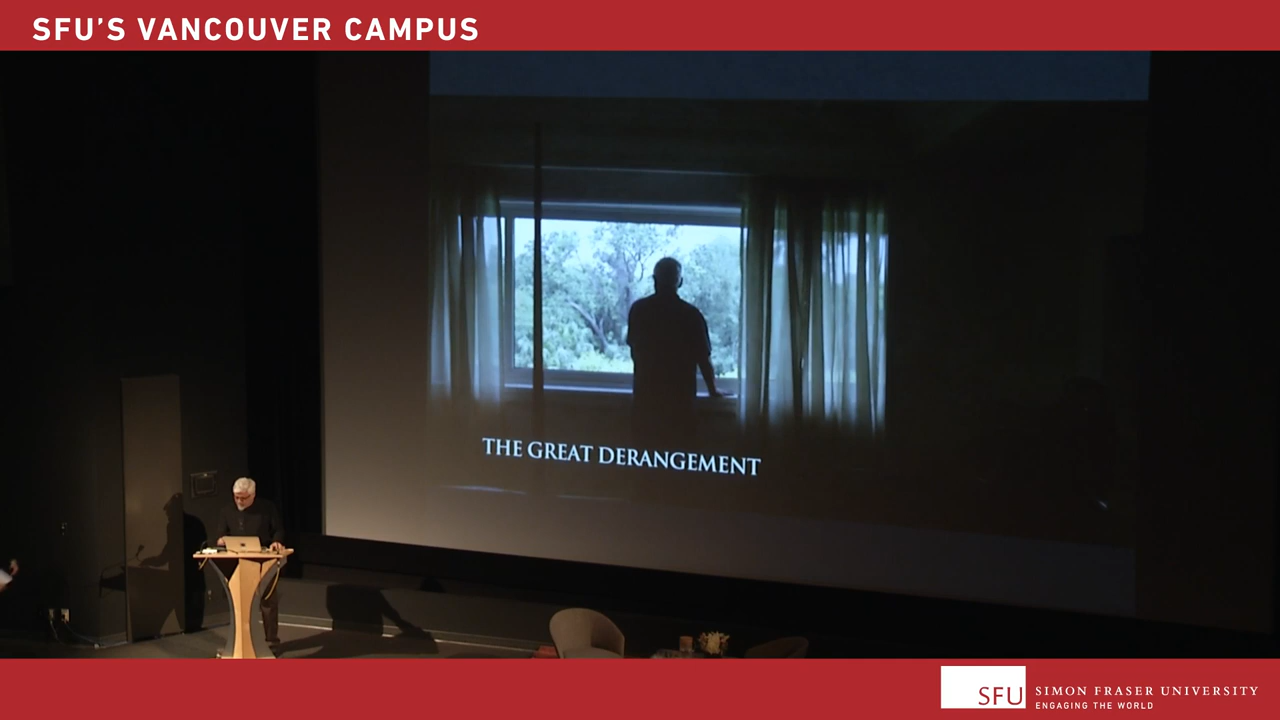 SFU'S VANCOUVER CAMPUS
THE GREAT DERANGEMENT
SFU
SIMON FRASER UNIVERSITY
ENGAGING THE WORLD